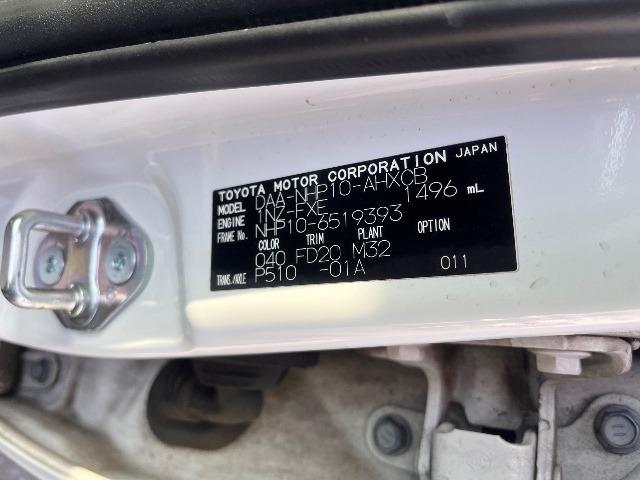 TOYOTA MOTOR CORPORATION JAPAN
MODEL DAA-NHP10-AHXCB
ENGINE 1NZ-FXE 1496 mL
FRAME No. NHP10-6519393
COLOR TRIM PLANT OPTION
040 FD20 M32
TRANS./AXLE P510 -01A 011